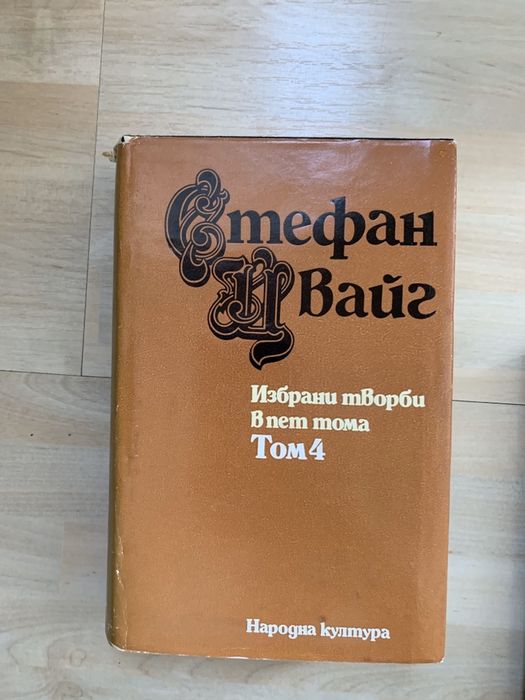 Стефан
Цвайг
Избрани творби
в пет тома
Том 4
Народна култура